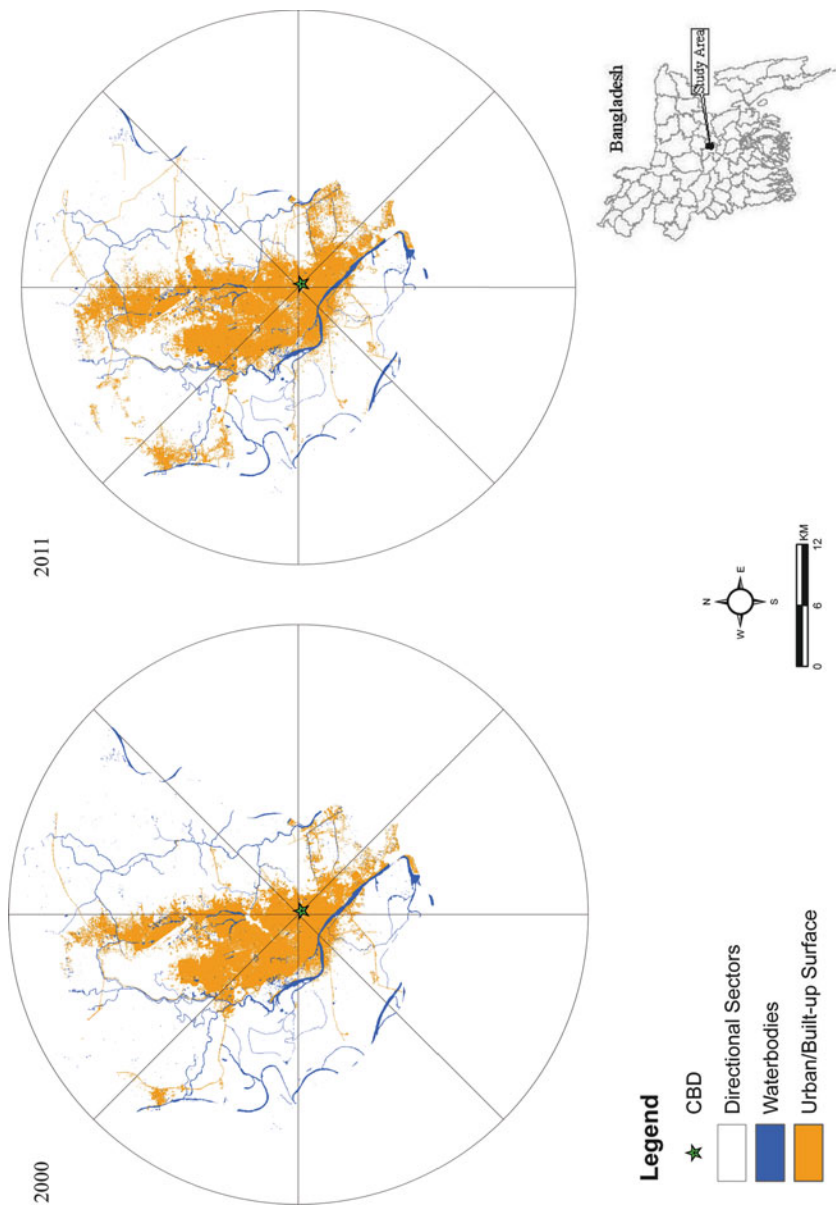 2000
2011
Legend
CBD
Directional Sectors
Waterbodies
Urban/Built-up Surface
N
W E
S
0 6 12
KM
Bangladesh
Study Area